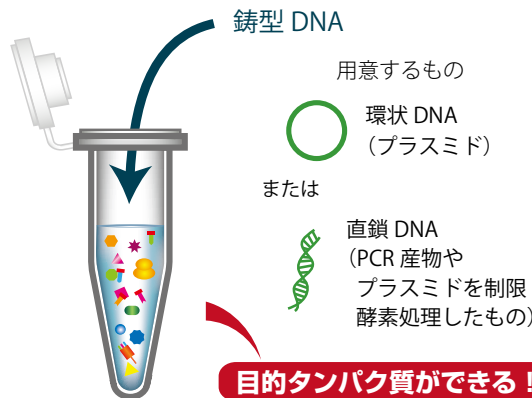 鋳型 DNA
用意するもの
環状 DNA
（プラスミド）
または
直鎖 DNA
（PCR 産物や
プラスミドを制限
酵素処理したもの）
目的タンパク質ができる！